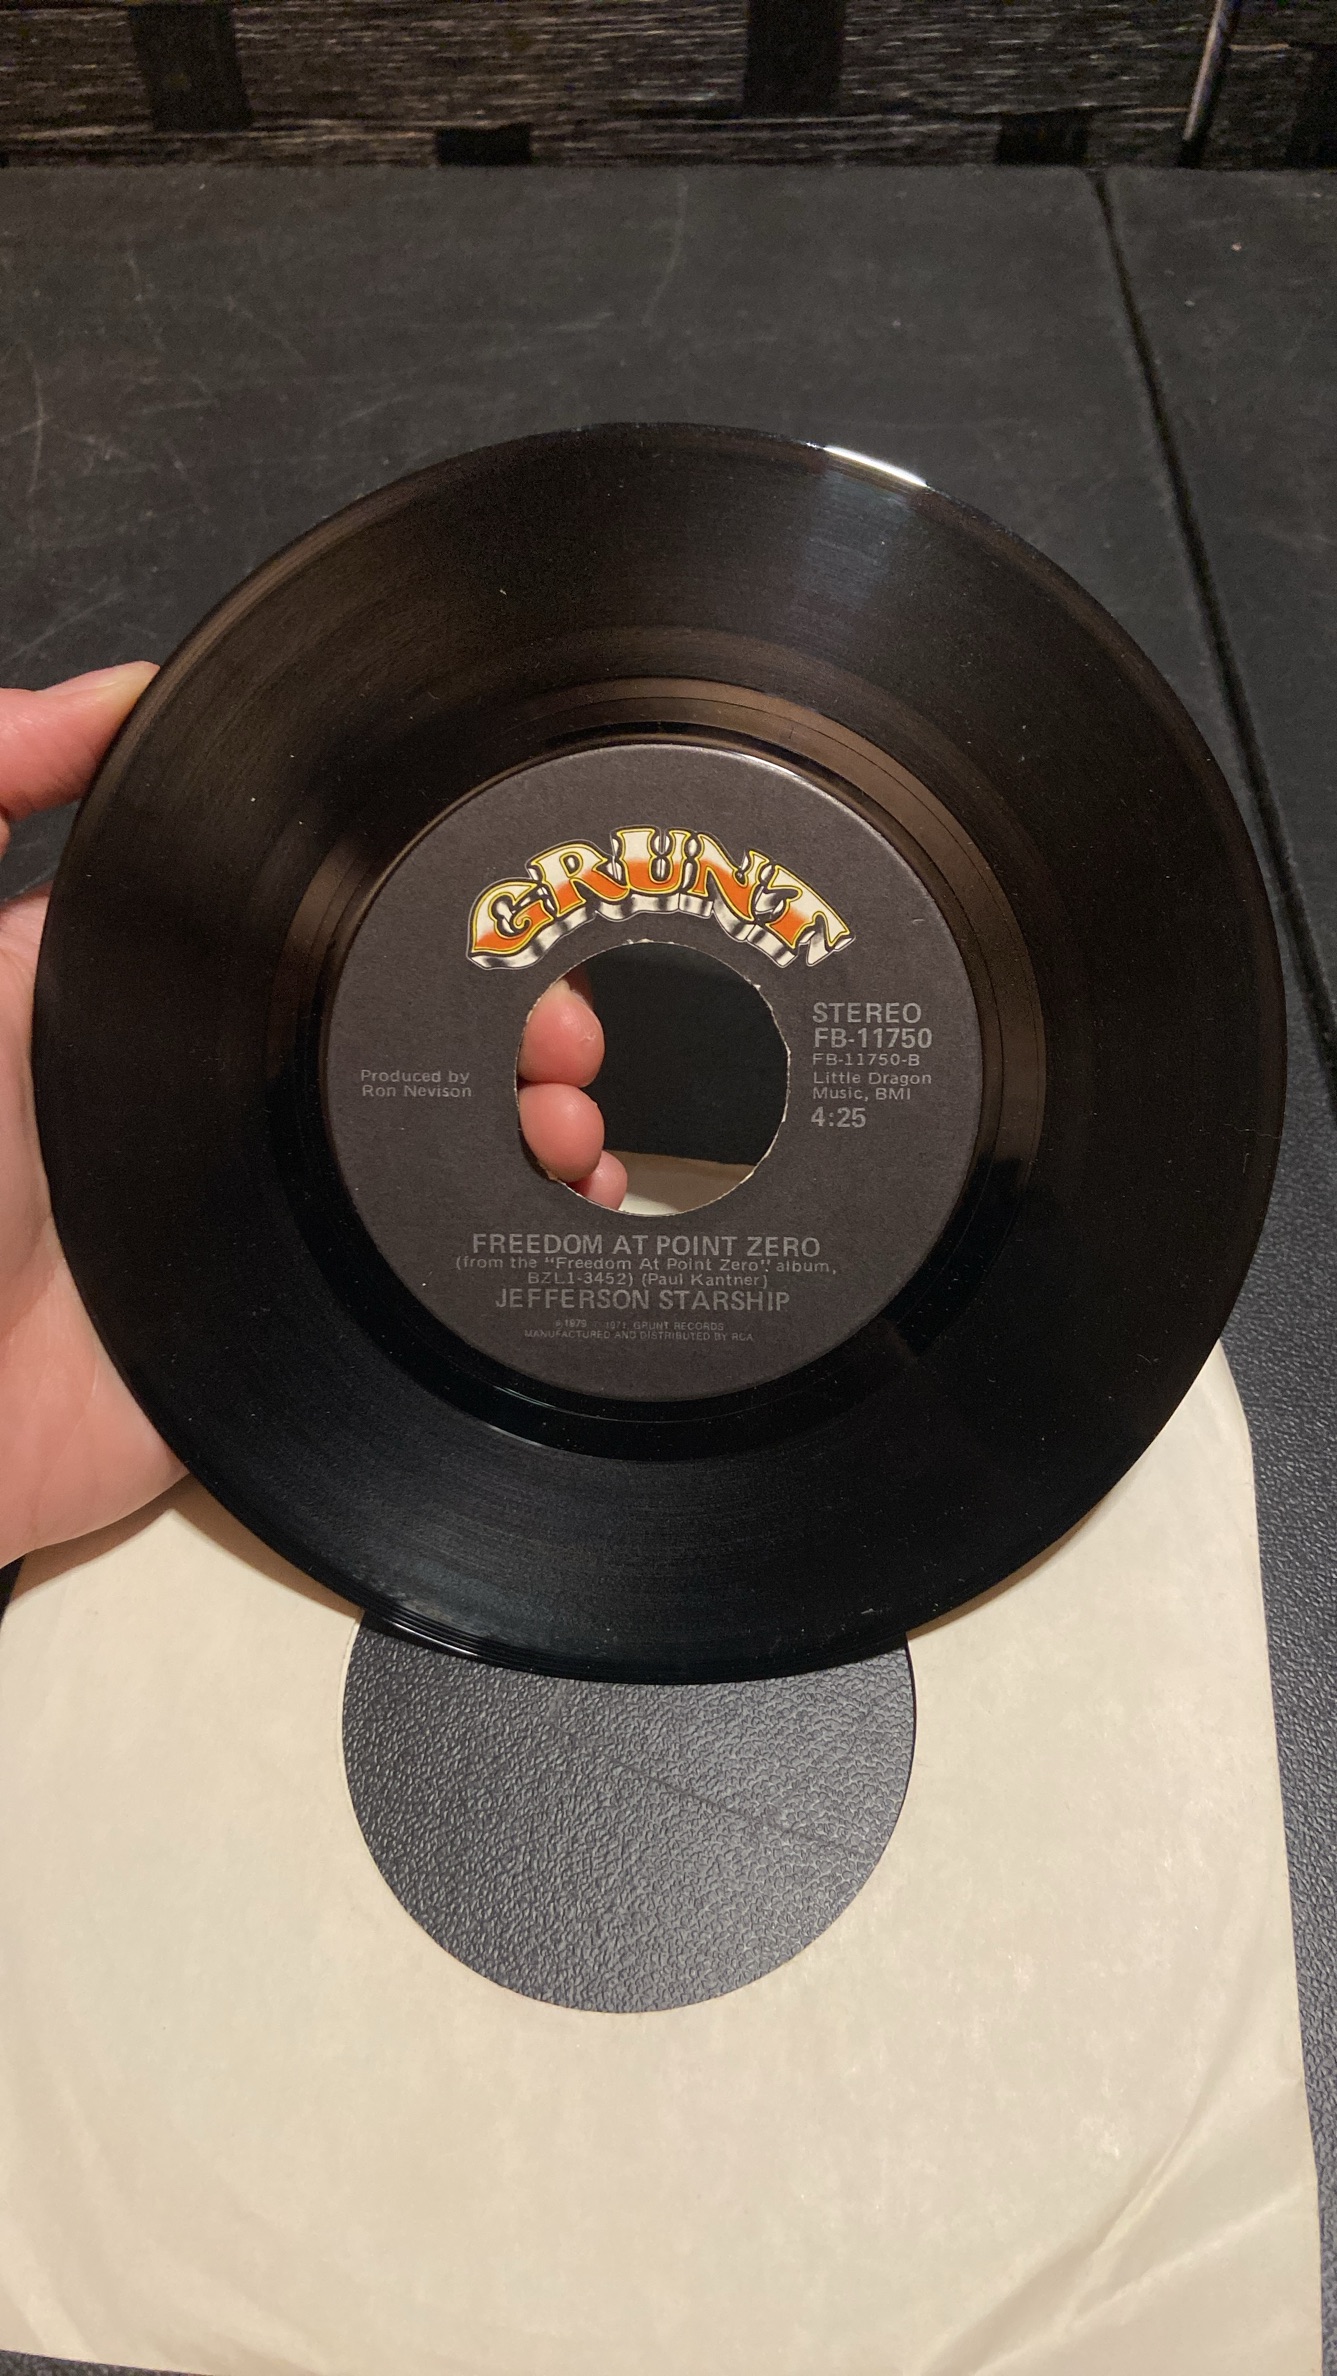 GRUNT
STEREO
FB-11750
FB-11750-B
Little Dragon
Music, BMI
4:25
Produced by
Ron Nevison
FREEDOM AT POINT ZERO
(from the "Freedom At Point Zero" album,
BZL1-3452) (Paul Kantner)
JEFFERSON STARSHIP
℗ 1979 © 1971, GRUNT RECORDS
MANUFACTURED AND DISTRIBUTED BY RCA